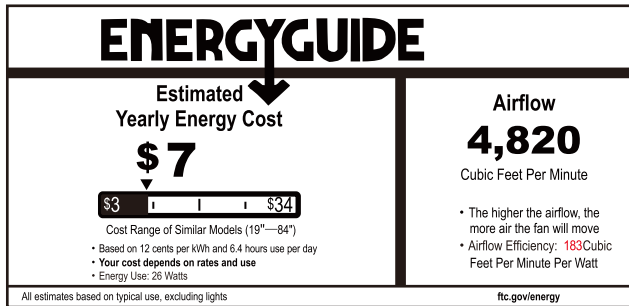 ENERGYGUIDE
Estimated
Yearly Energy Cost
$7
$3
$34
Cost Range of Similar Models (19"—84")
• Based on 12 cents per kWh and 6.4 hours use per day
• Your cost depends on rates and use
• Energy Use: 26 Watts
Airflow
4,820
Cubic Feet Per Minute
• The higher the airflow, the
more air the fan will move
• Airflow Efficiency: 183Cubic
Feet Per Minute Per Watt
All estimates based on typical use, excluding lights
ftc.gov/energy